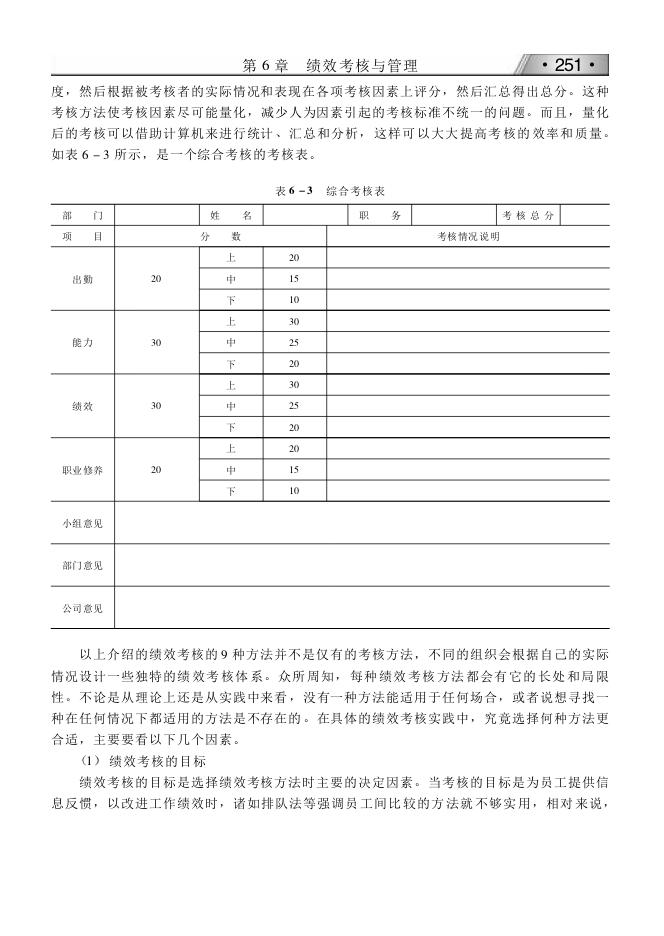 第 6 章 绩效考核与管理 · 251 ·
度，然后根据被考核者的实际情况和表现在各项考核因素上评分，然后汇总得出总分。这种
考核方法使考核因素尽可能量化，减少人为因素引起的考核标准不统一的问题。而且，量化
后的考核可以借助计算机来进行统计、汇总和分析，这样可以大大提高考核的效率和质量。
如表 6－3 所示，是一个综合考核的考核表。
表 6－3 综合考核表
部 门 姓 名 职 务 考核总分
项 目 分 数 考核情况说明
上 20
出勤 20 中 15
下 10
上 30
能力 30 中 25
下 20
上 30
绩效 30 中 25
下 20
上 20
职业修养 20 中 15
下 10
小组意见
部门意见
公司意见
以上介绍的绩效考核的 9 种方法并不是仅有的考核方法，不同的组织会根据自己的实际
情况设计一些独特的绩效考核体系。众所周知，每种绩效考核方法都会有它的长处和局限
性。不论是从理论上还是从实践中来看，没有一种方法能适用于任何场合，或者说想寻找一
种在任何情况下都适用的方法是不存在的。在具体的绩效考核实践中，究竟选择何种方法更
合适，主要要看以下几个因素。
（1）绩效考核的目标
绩效考核的目标是选择绩效考核方法时主要的决定因素。当考核的目标是为员工提供信
息反惯，以改进工作绩效时，诸如排队法等强调员工间比较的方法就不够实用，相对来说，